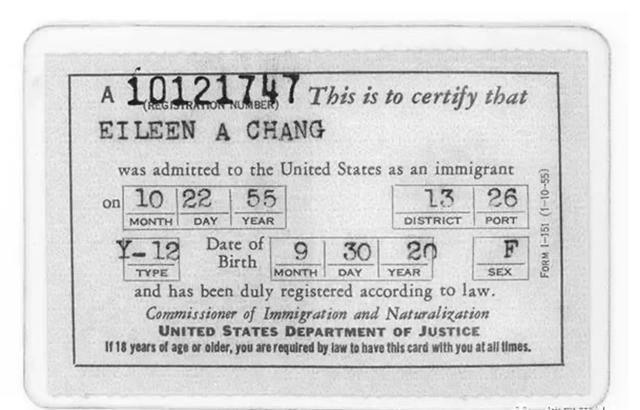 A 10121747 This is to certify that
(REGISTRATION NUMBER)
EILEEN A CHANG
was admitted to the United States as an immigrant
on 10 22 55 13 26
MONTH DAY YEAR DISTRICT PORT
Y-12 Date of Birth 9 30 20 F
TYPE MONTH DAY YEAR SEX
and has been duly registered according to law.
Commissioner of Immigration and Naturalization
UNITED STATES DEPARTMENT OF JUSTICE
If 18 years of age or older, you are required by law to have this card with you at all times.
FORM I-151 (1-10-55)